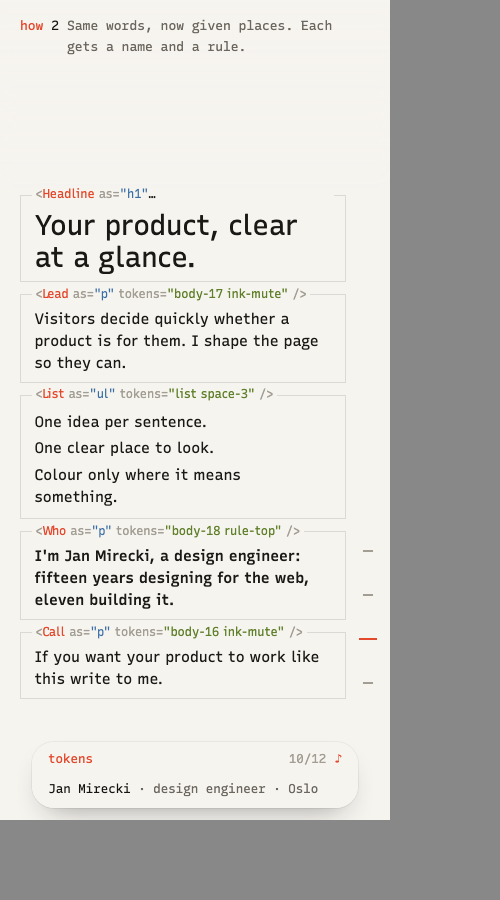 how 2 Same words, now given places. Each
gets a name and a rule.
<Headline as="h1"…
Your product, clear
at a glance.
<Lead as="p" tokens="body-17 ink-mute" />
Visitors decide quickly whether a
product is for them. I shape the page
so they can.
<List as="ul" tokens="list space-3" />
One idea per sentence.
One clear place to look.
Colour only where it means
something.
<Who as="p" tokens="body-18 rule-top" />
I'm Jan Mirecki, a design engineer:
fifteen years designing for the web,
eleven building it.
<Call as="p" tokens="body-16 ink-mute" />
If you want your product to work like
this write to me.
tokens 10/12 ♪
Jan Mirecki · design engineer · Oslo